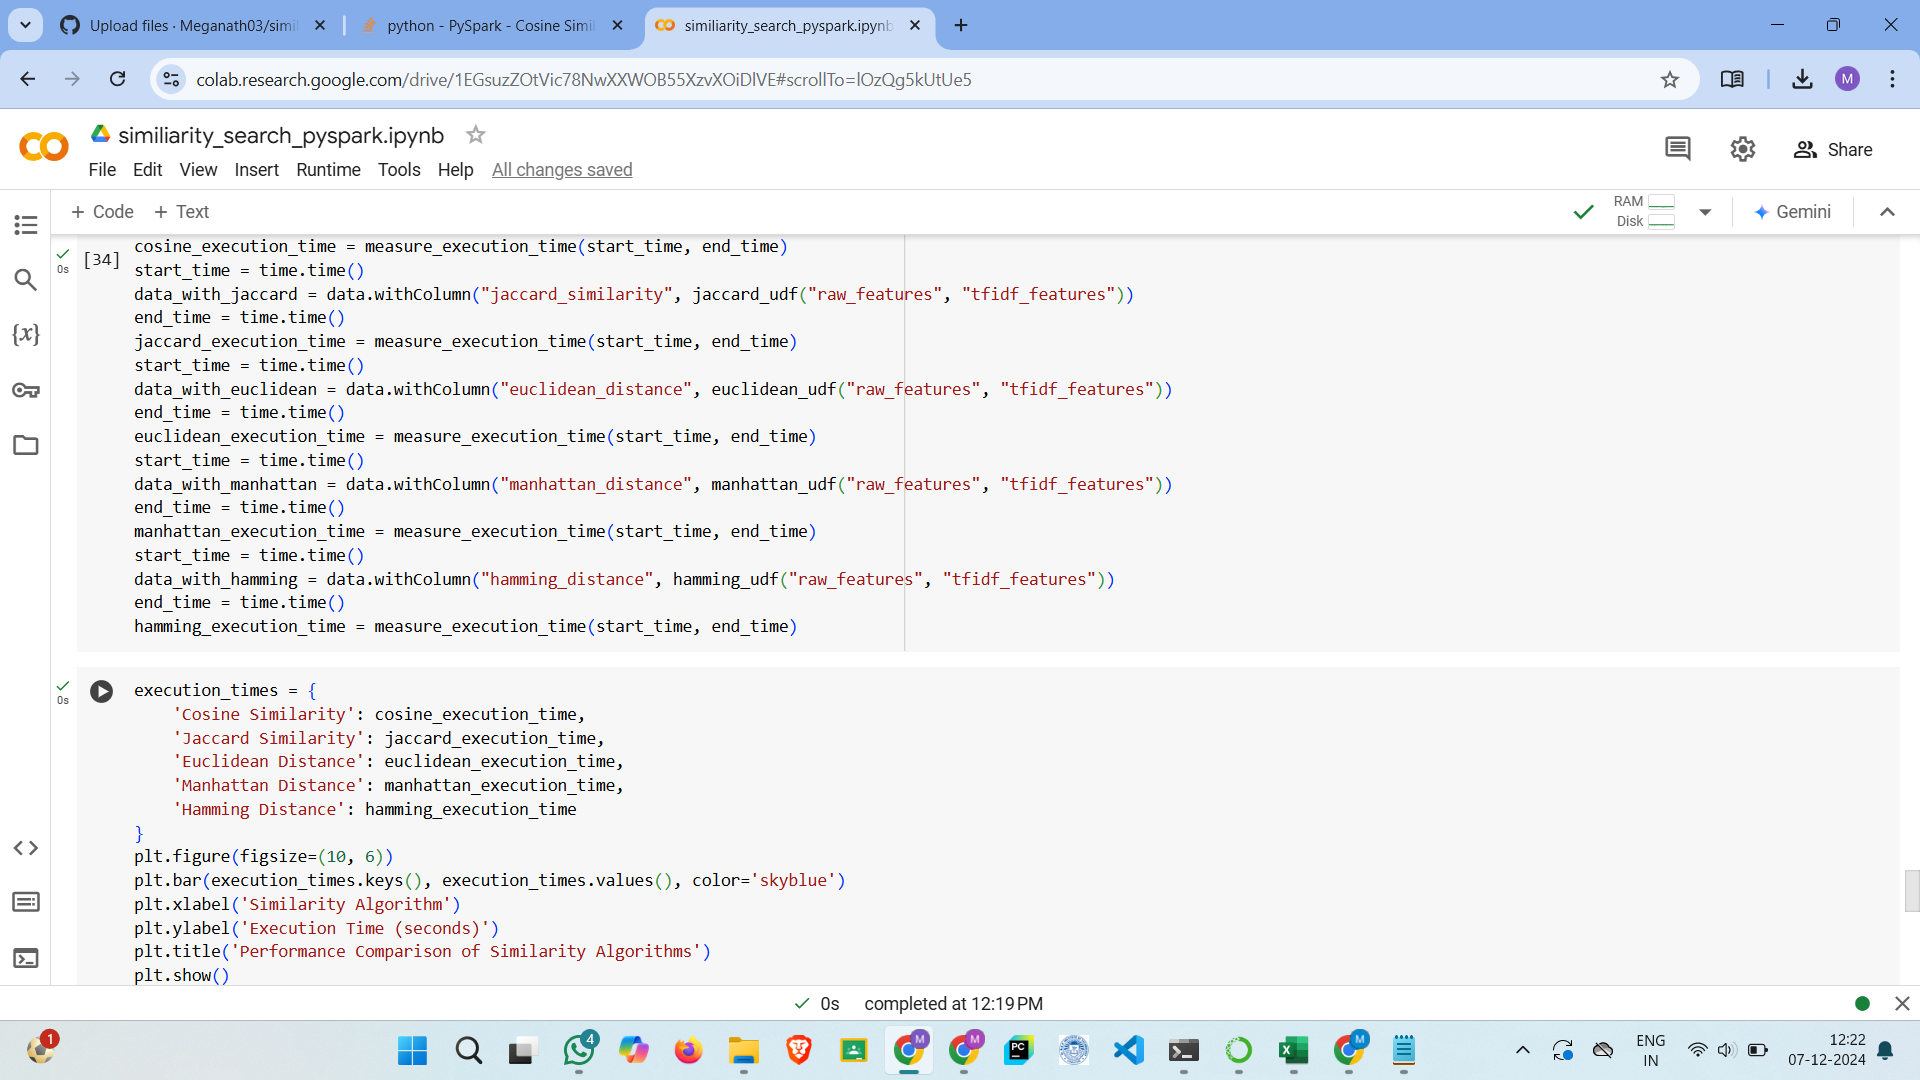 Upload files · Meganath03/simil
python - PySpark - Cosine Simil
similiarity_search_pyspark.ipynb
colab.research.google.com/drive/1EGsuzZOtVic78NwXXWOB55XzvXOiDlVE#scrollTo=lOzQg5kUtUe5
M
similiarity_search_pyspark.ipynb
File Edit View Insert Runtime Tools Help All changes saved
Share
+ Code + Text
RAM
Disk
Gemini
0s
[34]
cosine_execution_time = measure_execution_time(start_time, end_time)
start_time = time.time()
data_with_jaccard = data.withColumn("jaccard_similarity", jaccard_udf("raw_features", "tfidf_features"))
end_time = time.time()
jaccard_execution_time = measure_execution_time(start_time, end_time)
start_time = time.time()
data_with_euclidean = data.withColumn("euclidean_distance", euclidean_udf("raw_features", "tfidf_features"))
end_time = time.time()
euclidean_execution_time = measure_execution_time(start_time, end_time)
start_time = time.time()
data_with_manhattan = data.withColumn("manhattan_distance", manhattan_udf("raw_features", "tfidf_features"))
end_time = time.time()
manhattan_execution_time = measure_execution_time(start_time, end_time)
start_time = time.time()
data_with_hamming = data.withColumn("hamming_distance", hamming_udf("raw_features", "tfidf_features"))
end_time = time.time()
hamming_execution_time = measure_execution_time(start_time, end_time)
0s
execution_times = {
    'Cosine Similarity': cosine_execution_time,
    'Jaccard Similarity': jaccard_execution_time,
    'Euclidean Distance': euclidean_execution_time,
    'Manhattan Distance': manhattan_execution_time,
    'Hamming Distance': hamming_execution_time
}
plt.figure(figsize=(10, 6))
plt.bar(execution_times.keys(), execution_times.values(), color='skyblue')
plt.xlabel('Similarity Algorithm')
plt.ylabel('Execution Time (seconds)')
plt.title('Performance Comparison of Similarity Algorithms')
plt.show()
0s completed at 12:19 PM
1
4
M
M
PC
M
ENG
IN
12:22
07-12-2024